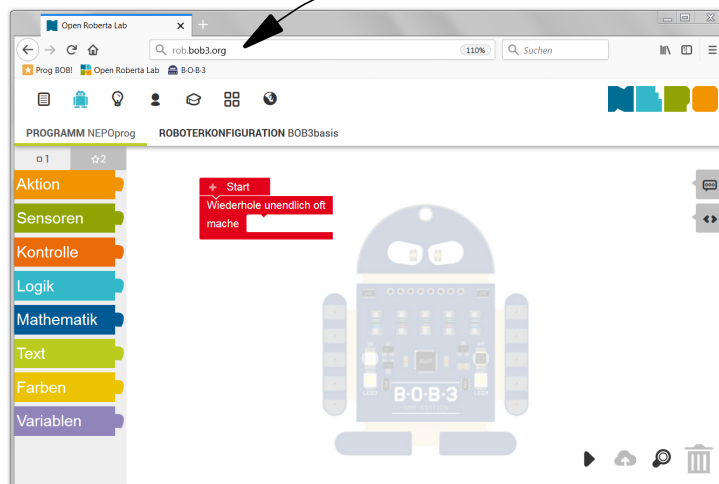 Open Roberta Lab
rob.bob3.org
110%
Suchen
Prog BOB!
Open Roberta Lab
B-O-B-3
NEPO
PROGRAMM NEPOprog
ROBOTERKONFIGURATION BOB3basis
1
2
Aktion
Sensoren
Kontrolle
Logik
Mathematik
Text
Farben
Variablen
+ Start
Wiederhole unendlich oft
mache
B·O·B-3